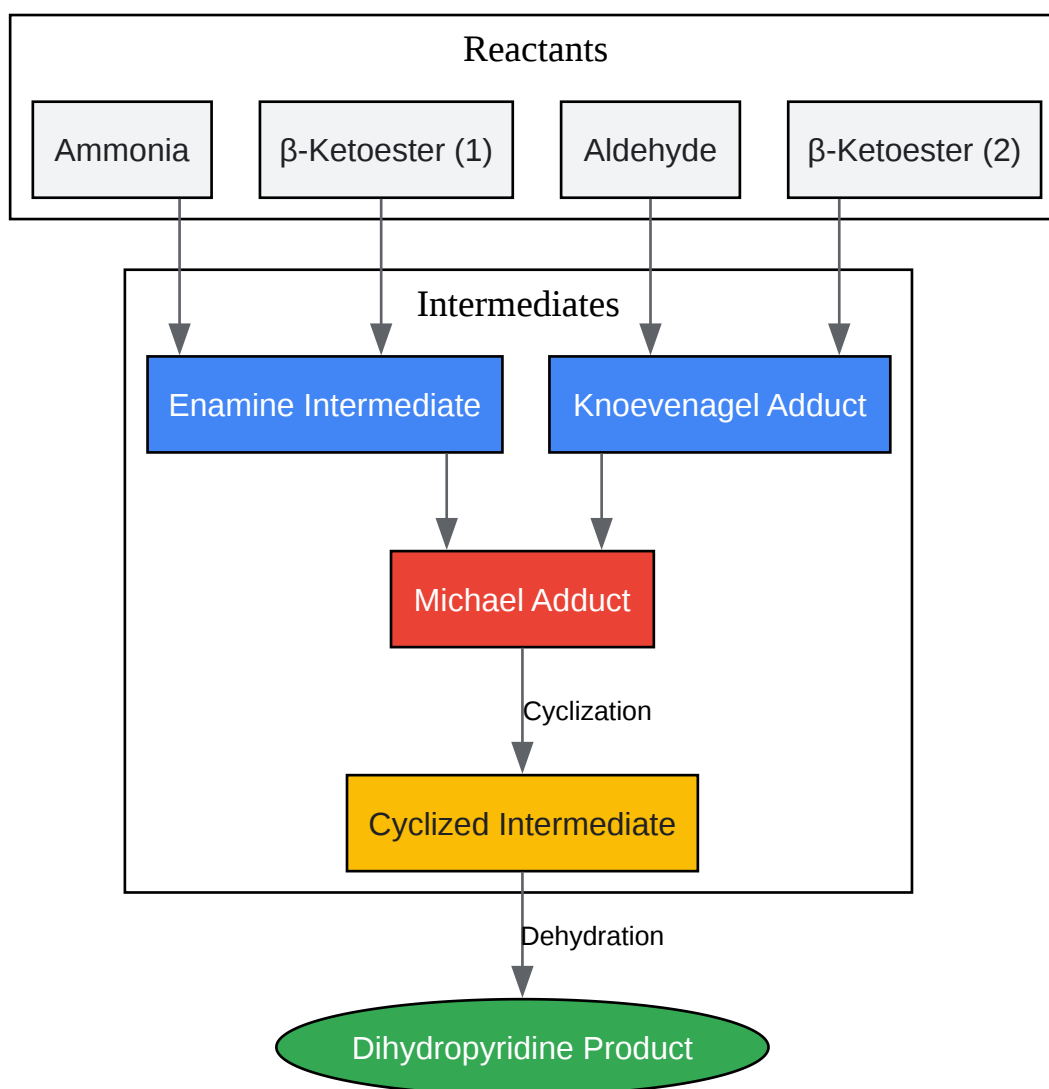 Reactants
Ammonia
β-Ketoester (1)
Aldehyde
β-Ketoester (2)
Intermediates
Enamine Intermediate
Knoevenagel Adduct
Michael Adduct
Cyclization
Cyclized Intermediate
Dehydration
Dihydropyridine Product